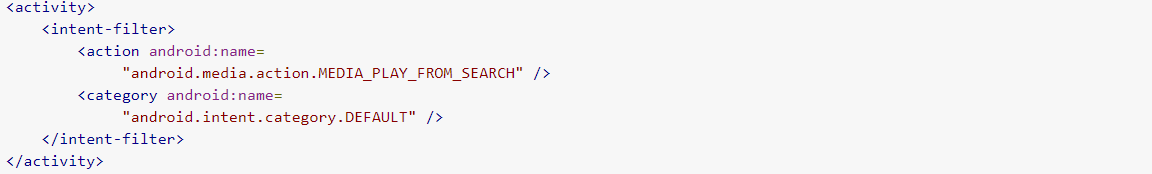 <activity>
    <intent-filter>
        <action android:name=
             "android.media.action.MEDIA_PLAY_FROM_SEARCH" />
        <category android:name=
             "android.intent.category.DEFAULT" />
    </intent-filter>
</activity>